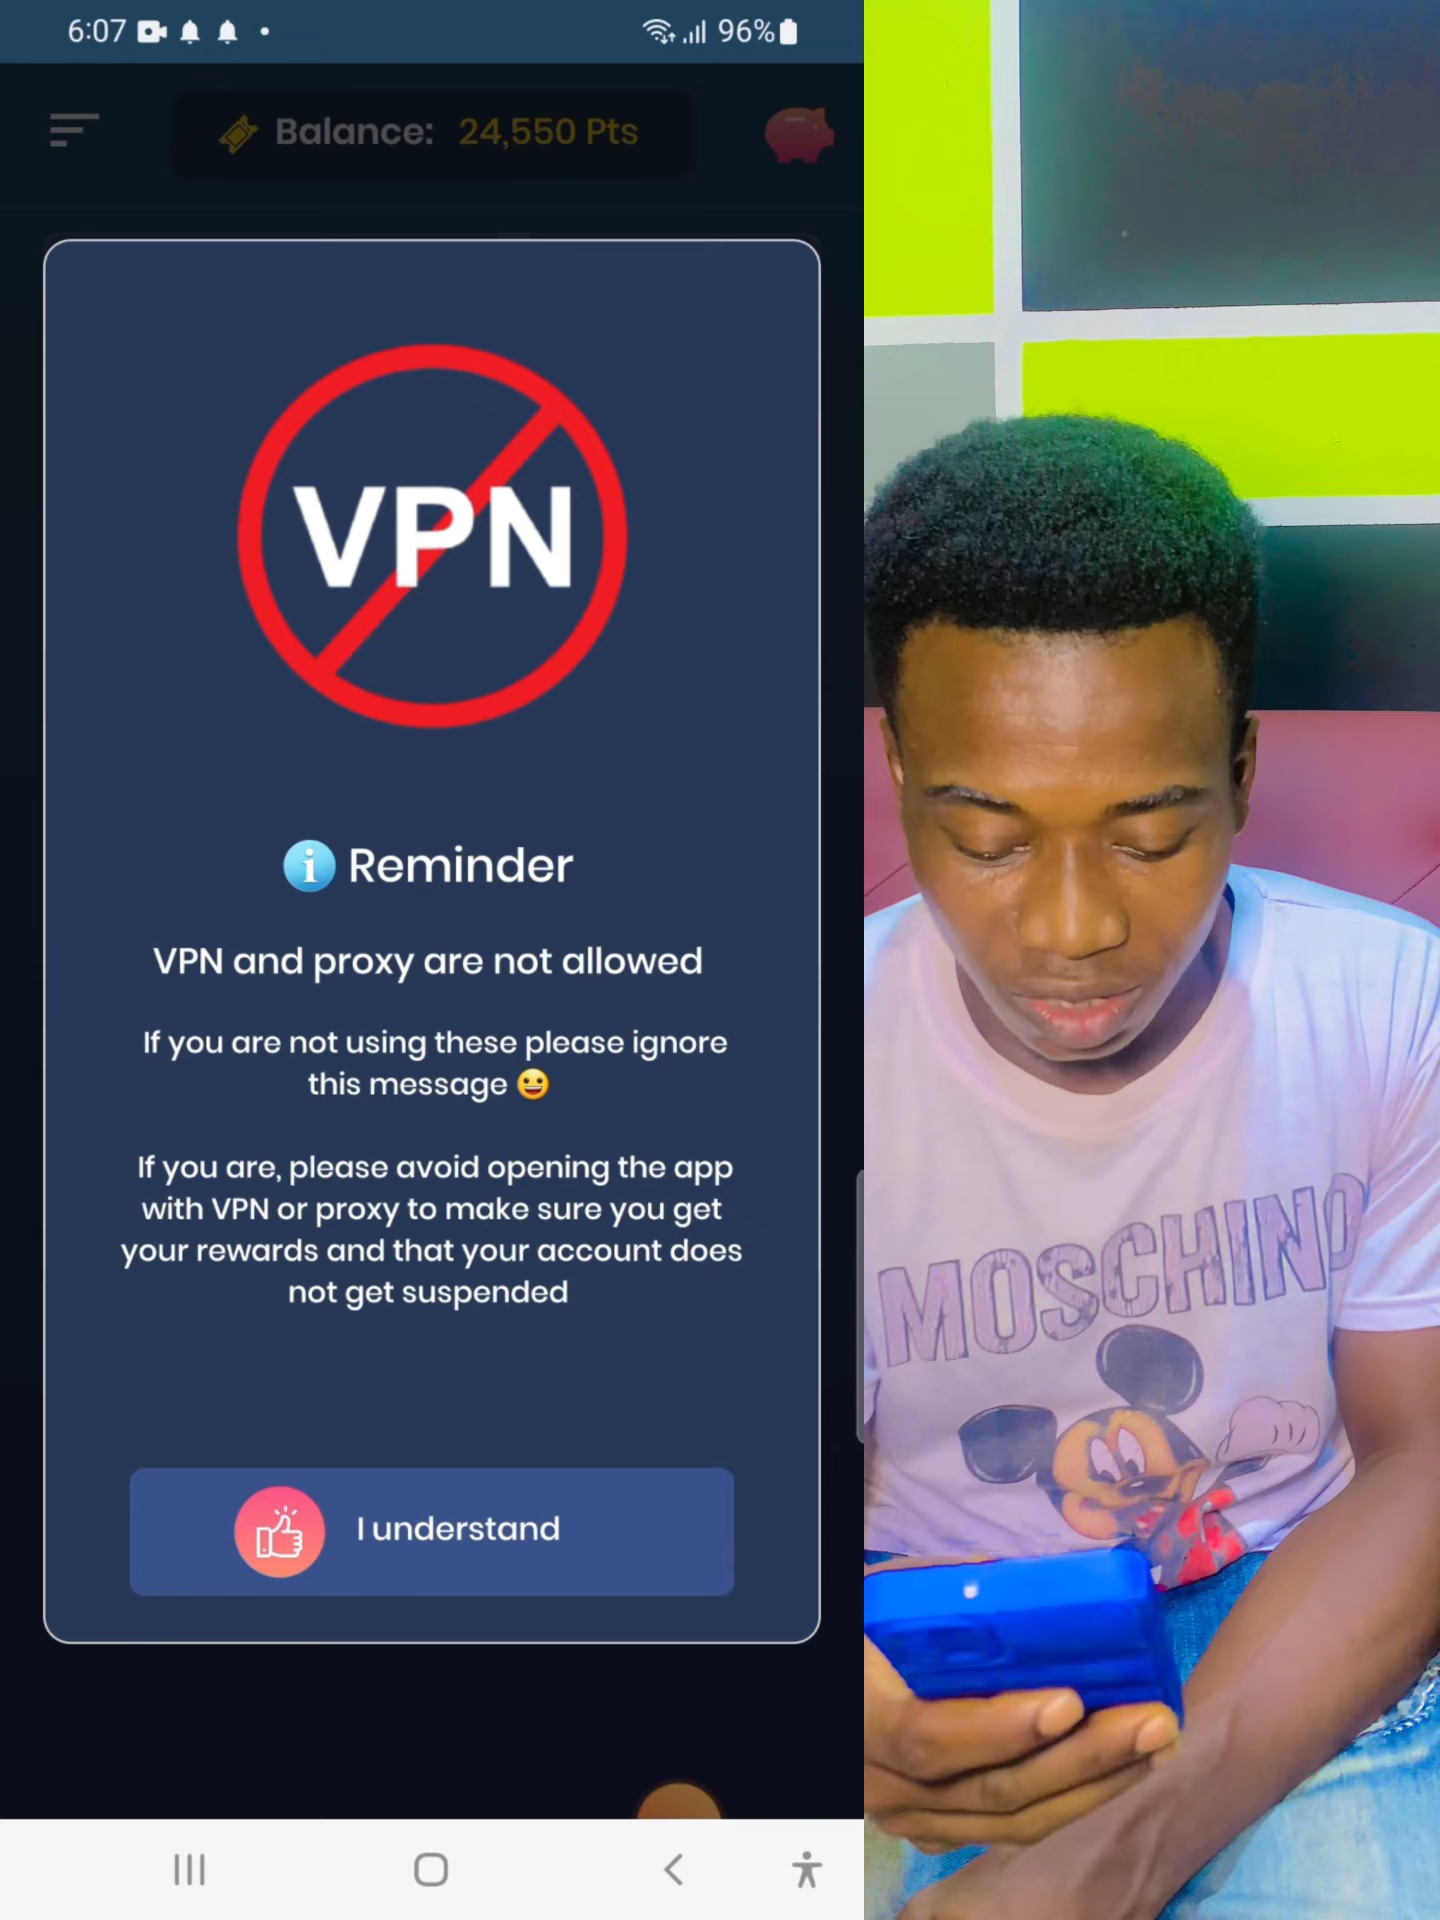 6:07
96%
Balance: 24,550 Pts
VPN
i Reminder
VPN and proxy are not allowed
If you are not using these please ignore
this message 😀
If you are, please avoid opening the app
with VPN or proxy to make sure you get
your rewards and that your account does
not get suspended
I understand
MOSCHINO